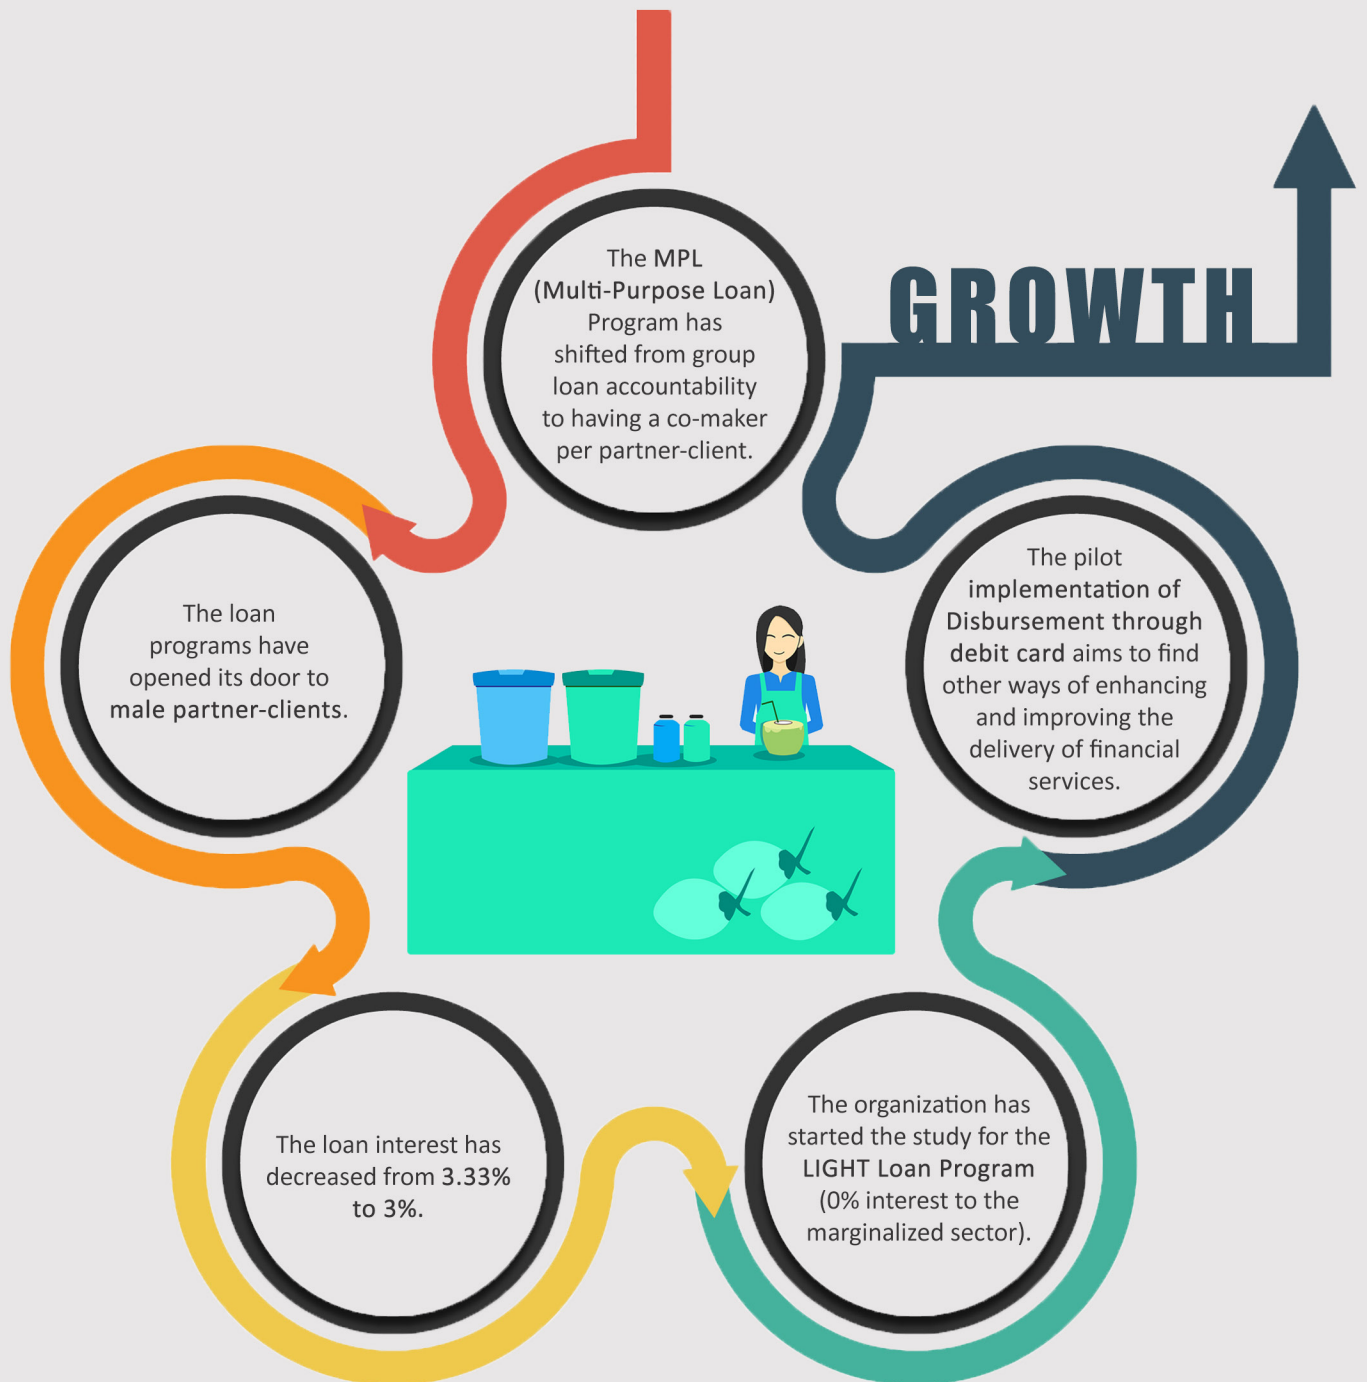 The MPL
(Multi-Purpose Loan)
Program has
shifted from group
loan accountability
to having a co-maker
per partner-client.
The loan
programs have
opened its door to
male partner-clients.
The loan interest has
decreased from 3.33%
to 3%.
The organization has
started the study for the
LIGHT Loan Program
(0% interest to the
marginalized sector).
The pilot
implementation of
Disbursement through
debit card aims to find
other ways of enhancing
and improving the
delivery of financial
services.
GROWTH